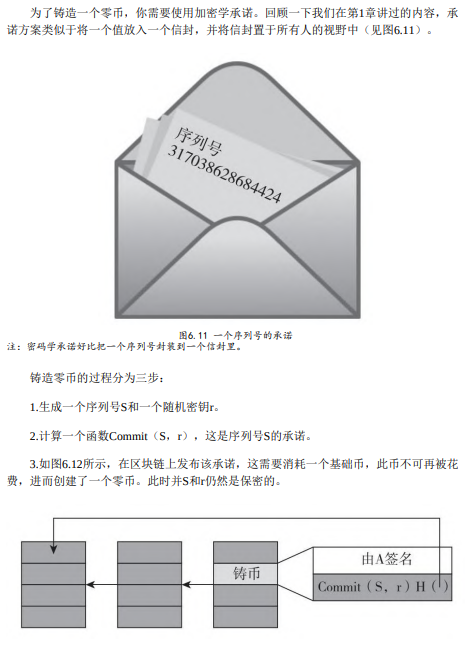 为了铸造一个零币，你需要使用加密学承诺。回顾一下我们在第1章讲过的内容，承
诺方案类似于将一个值放入一个信封，并将信封置于所有人的视野中（见图6.11）。
序列号
317038628684424
图6.11 一个序列号的承诺
注：密码学承诺好比把一个序列号封装到一个信封里。
铸造零币的过程分为三步：
1.生成一个序列号S和一个随机密钥r。
2.计算一个函数Commit（S，r），这是序列号S的承诺。
3.如图6.12所示，在区块链上发布该承诺，这需要消耗一个基础币，此币不可再被花
费，进而创建了一个零币。此时并S和r仍然是保密的。
由A签名
铸币
Commit（S，r）H（ ）